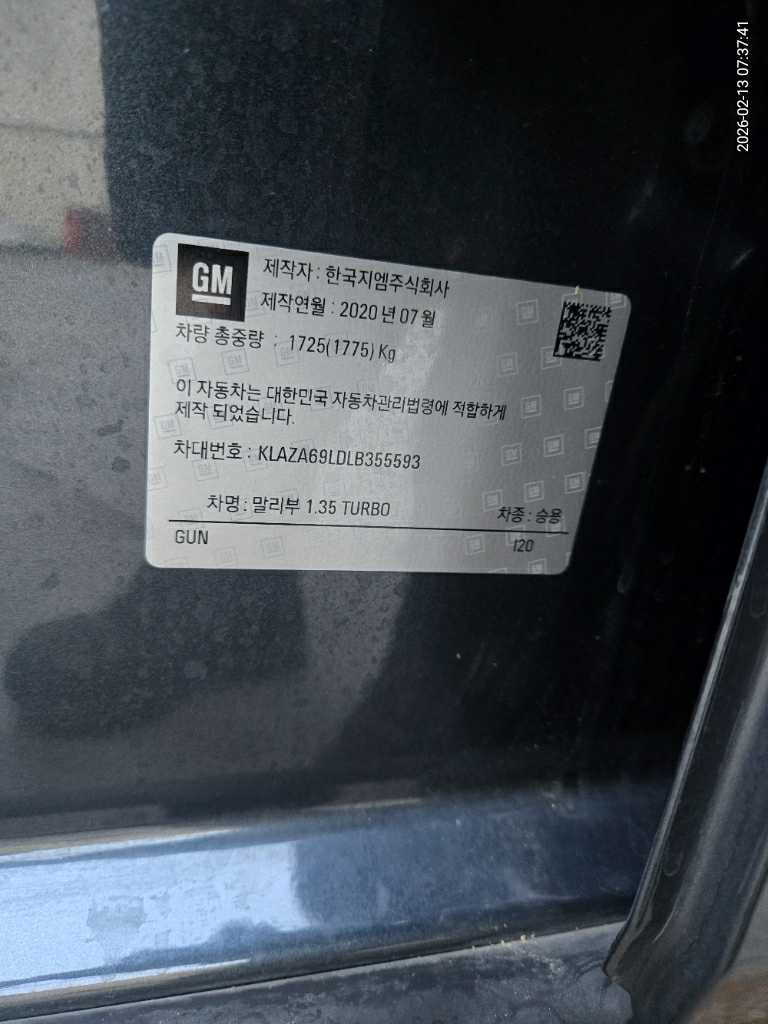 2026-02-13 07:37:41
GM
제작자 : 한국지엠주식회사
제작연월 : 2020 년 07 월
차량 총중량 : 1725(1775) Kg
이 자동차는 대한민국 자동차관리법령에 적합하게
제작 되었습니다.
차대번호 : KLAZA69LDLB355593
차명 : 말리부 1.35 TURBO 차종 : 승용
GUN I20